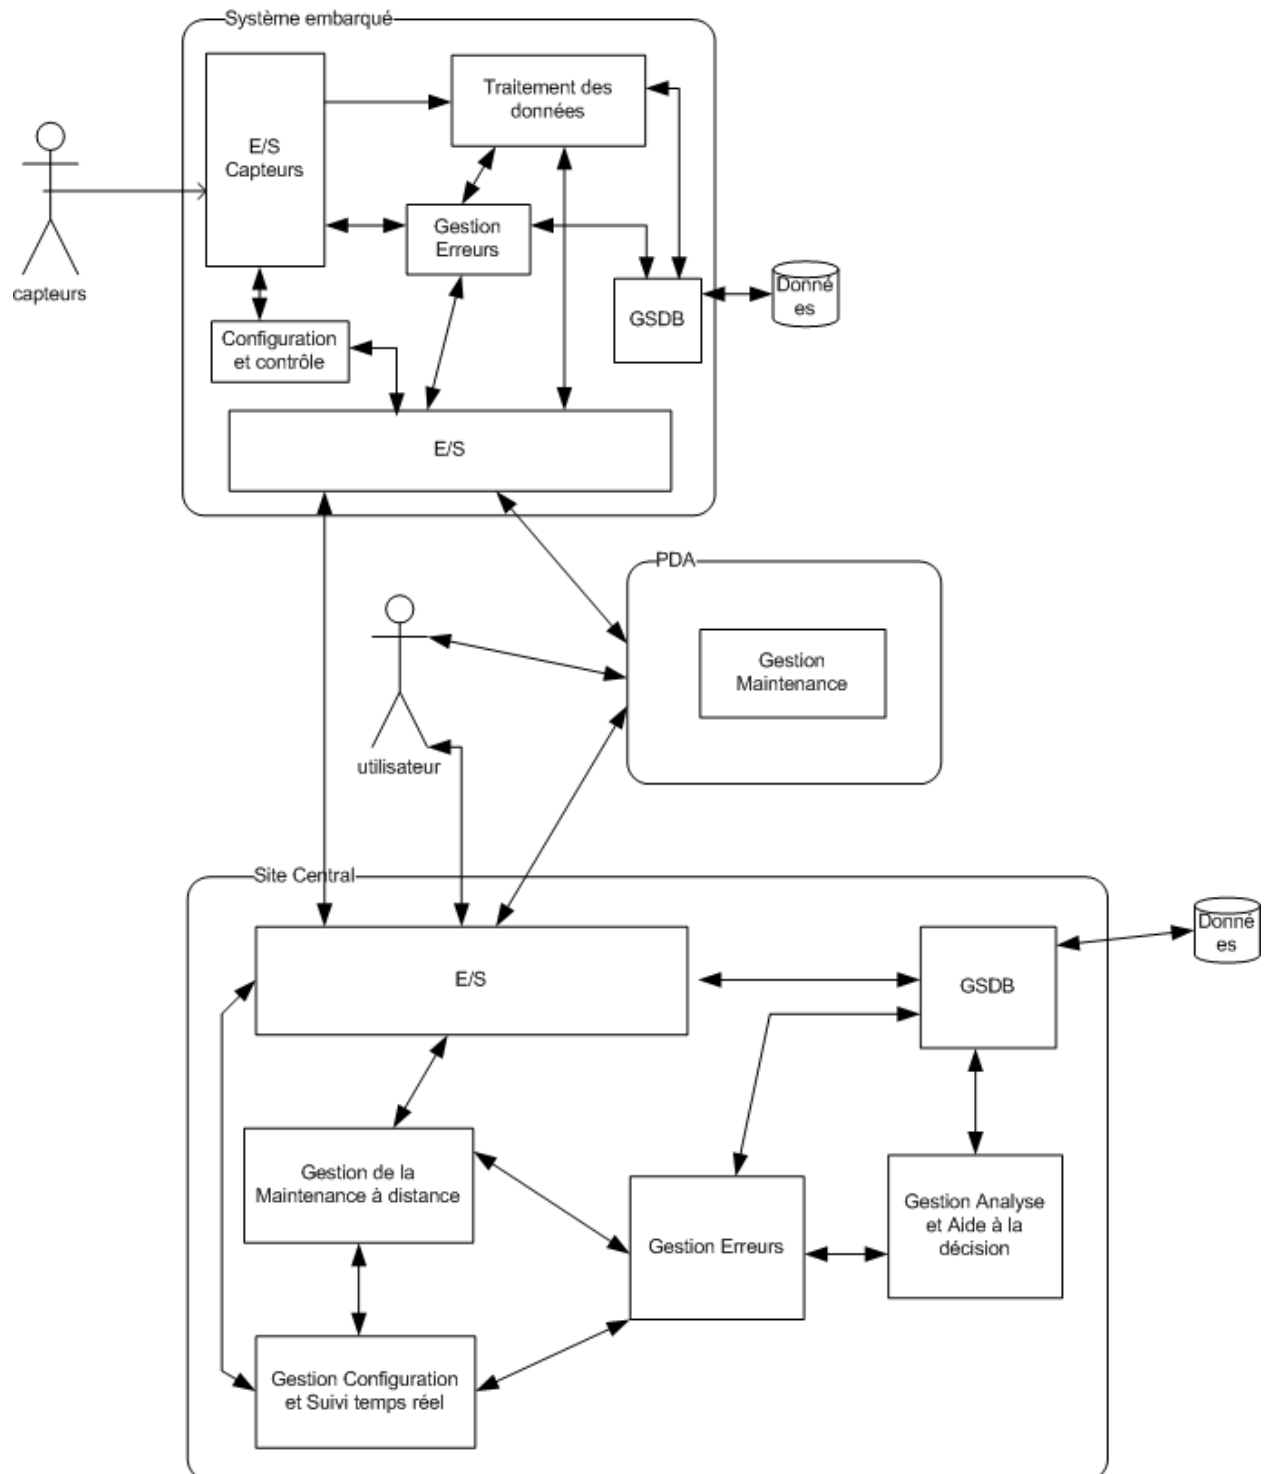 Système embarqué
Traitement des
données
E/S
Capteurs
Gestion
Erreurs
capteurs
Donné
es
GSDB
Configuration
et contrôle
E/S
PDA
Gestion
Maintenance
utilisateur
Site Central
Donné
es
E/S
GSDB
Gestion de la
Maintenance à distance
Gestion Analyse
et Aide à la
décision
Gestion Erreurs
Gestion Configuration
et Suivi temps réel